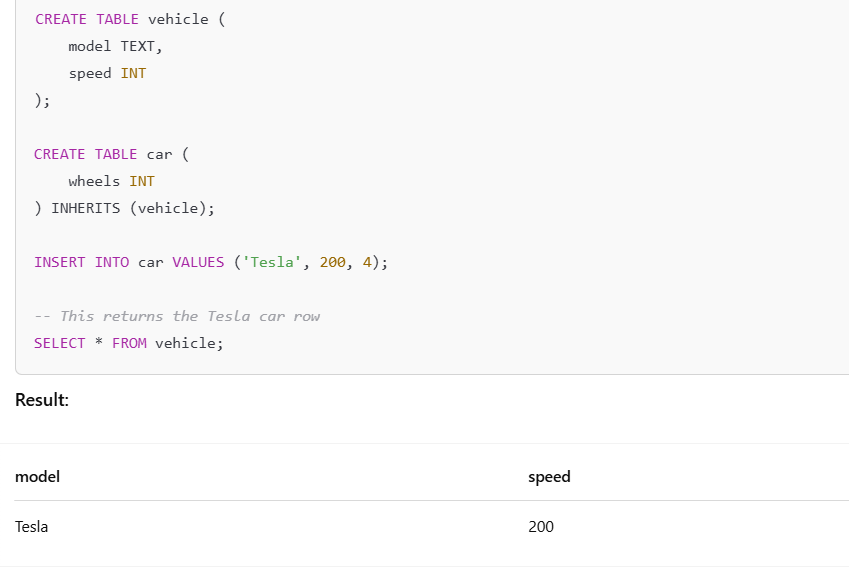 CREATE TABLE vehicle (
    model TEXT,
    speed INT
);
CREATE TABLE car (
    wheels INT
) INHERITS (vehicle);
INSERT INTO car VALUES ('Tesla', 200, 4);
-- This returns the Tesla car row
SELECT * FROM vehicle;
Result:
model speed
Tesla 200